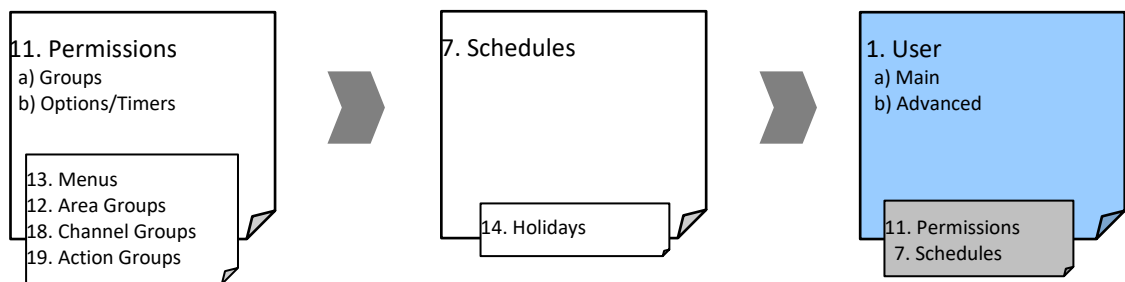 11. Permissions
a) Groups
b) Options/Timers
13. Menus
12. Area Groups
18. Channel Groups
19. Action Groups
7. Schedules
14. Holidays
1. User
a) Main
b) Advanced
11. Permissions
7. Schedules